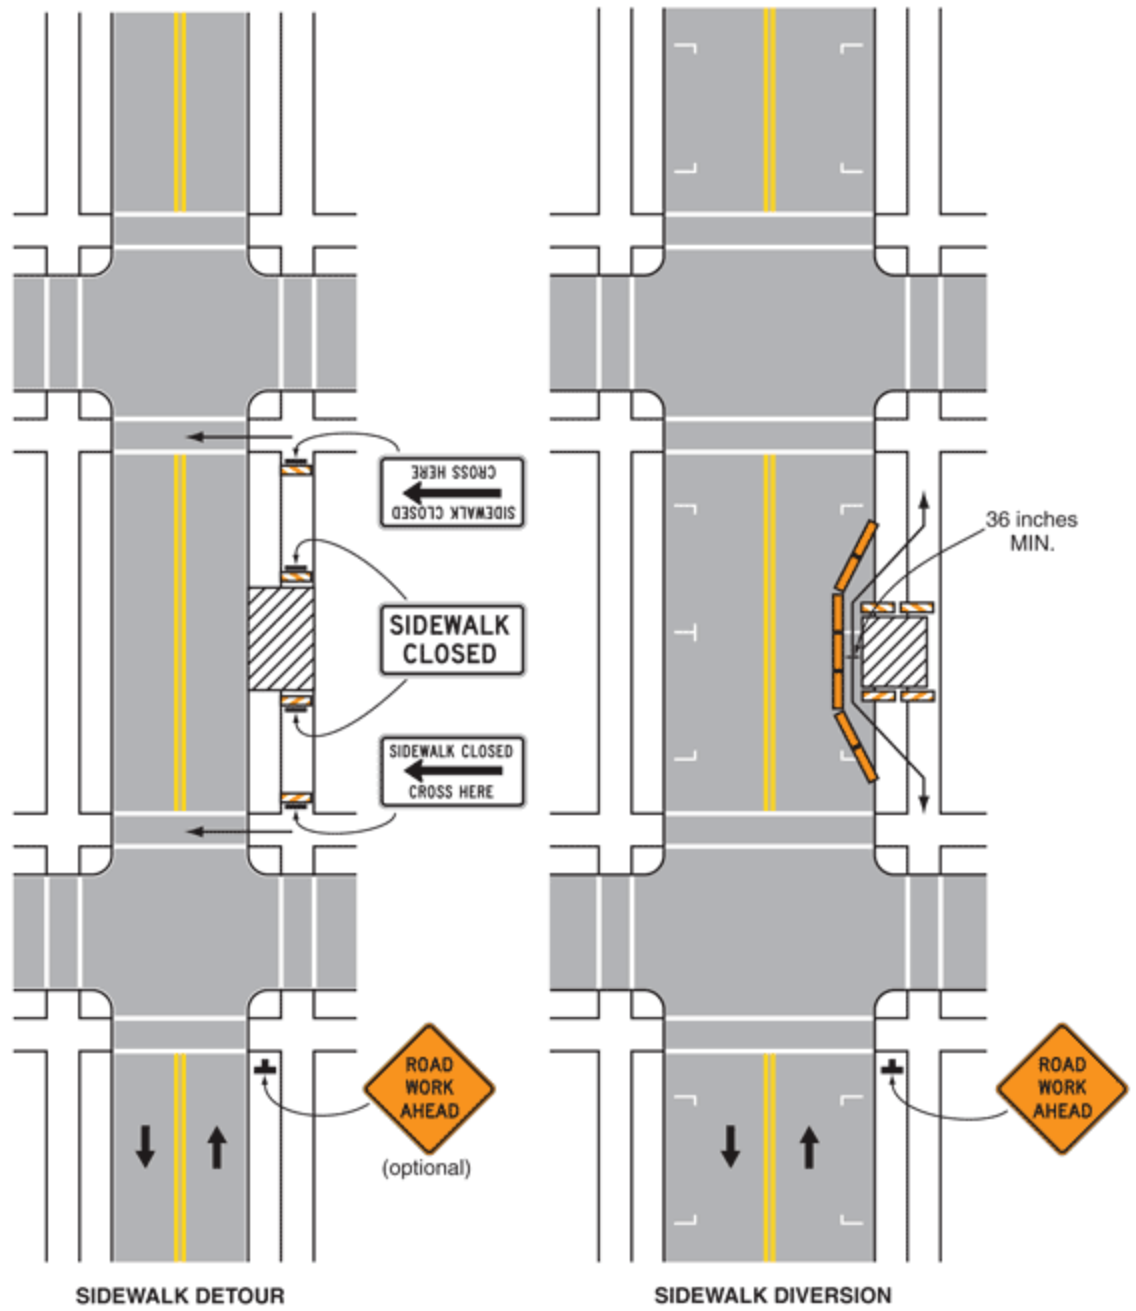 CROSS HERE
SIDEWALK CLOSED
36 inches
MIN.
SIDEWALK
CLOSED
SIDEWALK CLOSED
CROSS HERE
ROAD
WORK
AHEAD
(optional)
ROAD
WORK
AHEAD
SIDEWALK DETOUR
SIDEWALK DIVERSION